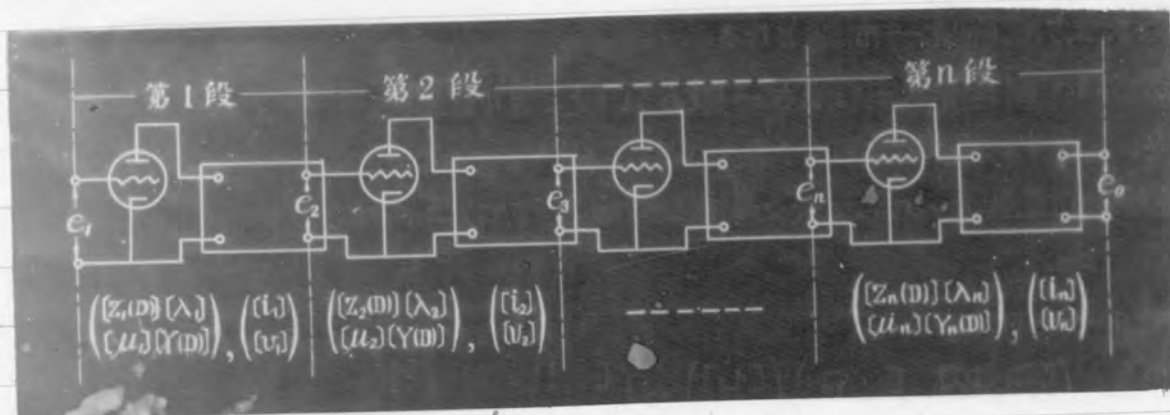 第1段 第2段 第n段
e₁ e₂ e₃ eₙ e₀
([Z₁(D)][λ₁]), ([i₁]) ([Z₂(D)][λ₂]), ([i₂]) ([Zₙ(D)][λₙ]), ([iₙ])
([μ₁][Y(D)]), ([v₁]) ([μ₂][Y(D)]), ([v₂]) ([μiₙ][Yₙ(D)]), ([vₙ])